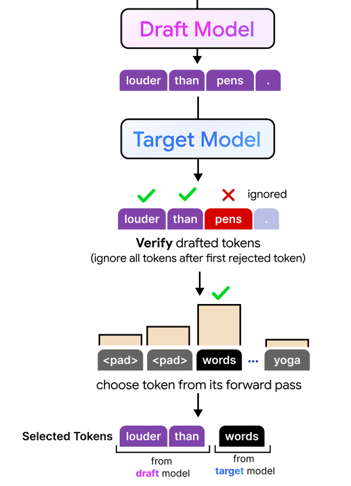 Draft Model
louder than pens .
Target Model
ignored
louder than pens .
Verify drafted tokens
(ignore all tokens after first rejected token)
<pad> <pad> words ... yoga
choose token from its forward pass
Selected Tokens louder than words
from draft model
from target model